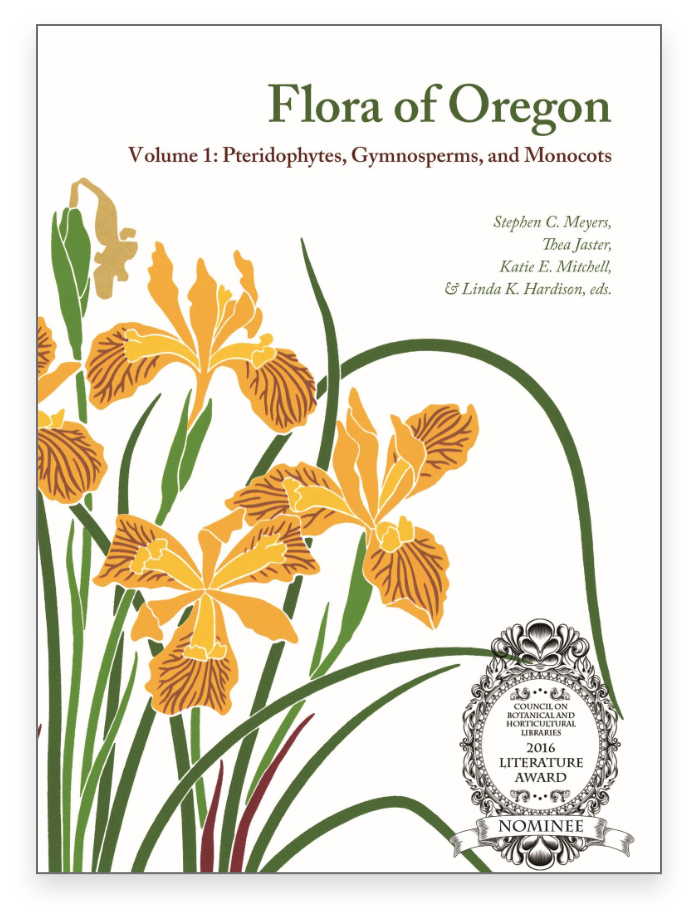 Flora of Oregon
Volume 1: Pteridophytes, Gymnosperms, and Monocots
Stephen C. Meyers,
Thea Jaster,
Katie E. Mitchell,
& Linda K. Hardison, eds.
COUNCIL ON
BOTANICAL AND
HORTICULTURAL
LIBRARIES
2016
LITERATURE
AWARD
NOMINEE